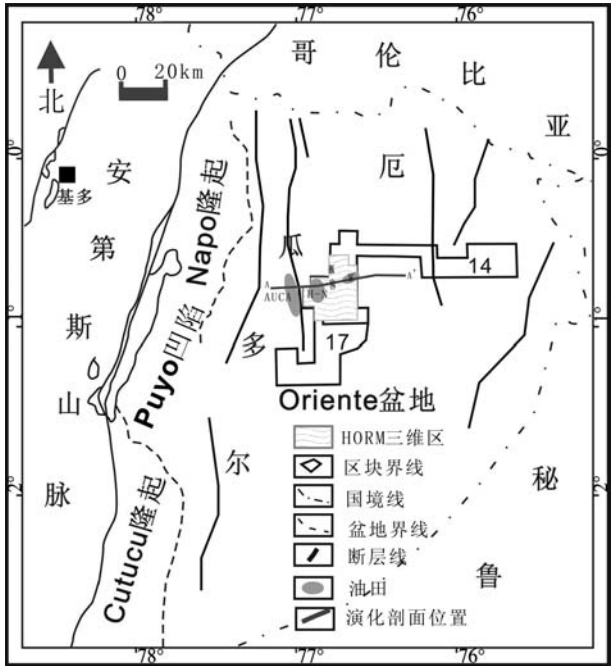 78°
77°
76°
0 20km
北
哥伦比亚
0°
0°
基多
安第斯山脉
厄瓜多尔
Napo隆起
Puyo凹陷
Cutucu隆起
14
A
A'
AUCA
H-N
1°
1°
17
Oriente盆地
HORM三维区
区块界线
国境线
盆地界线
断层线
油田
演化剖面位置
秘鲁
2°
2°
78°
77°
76°